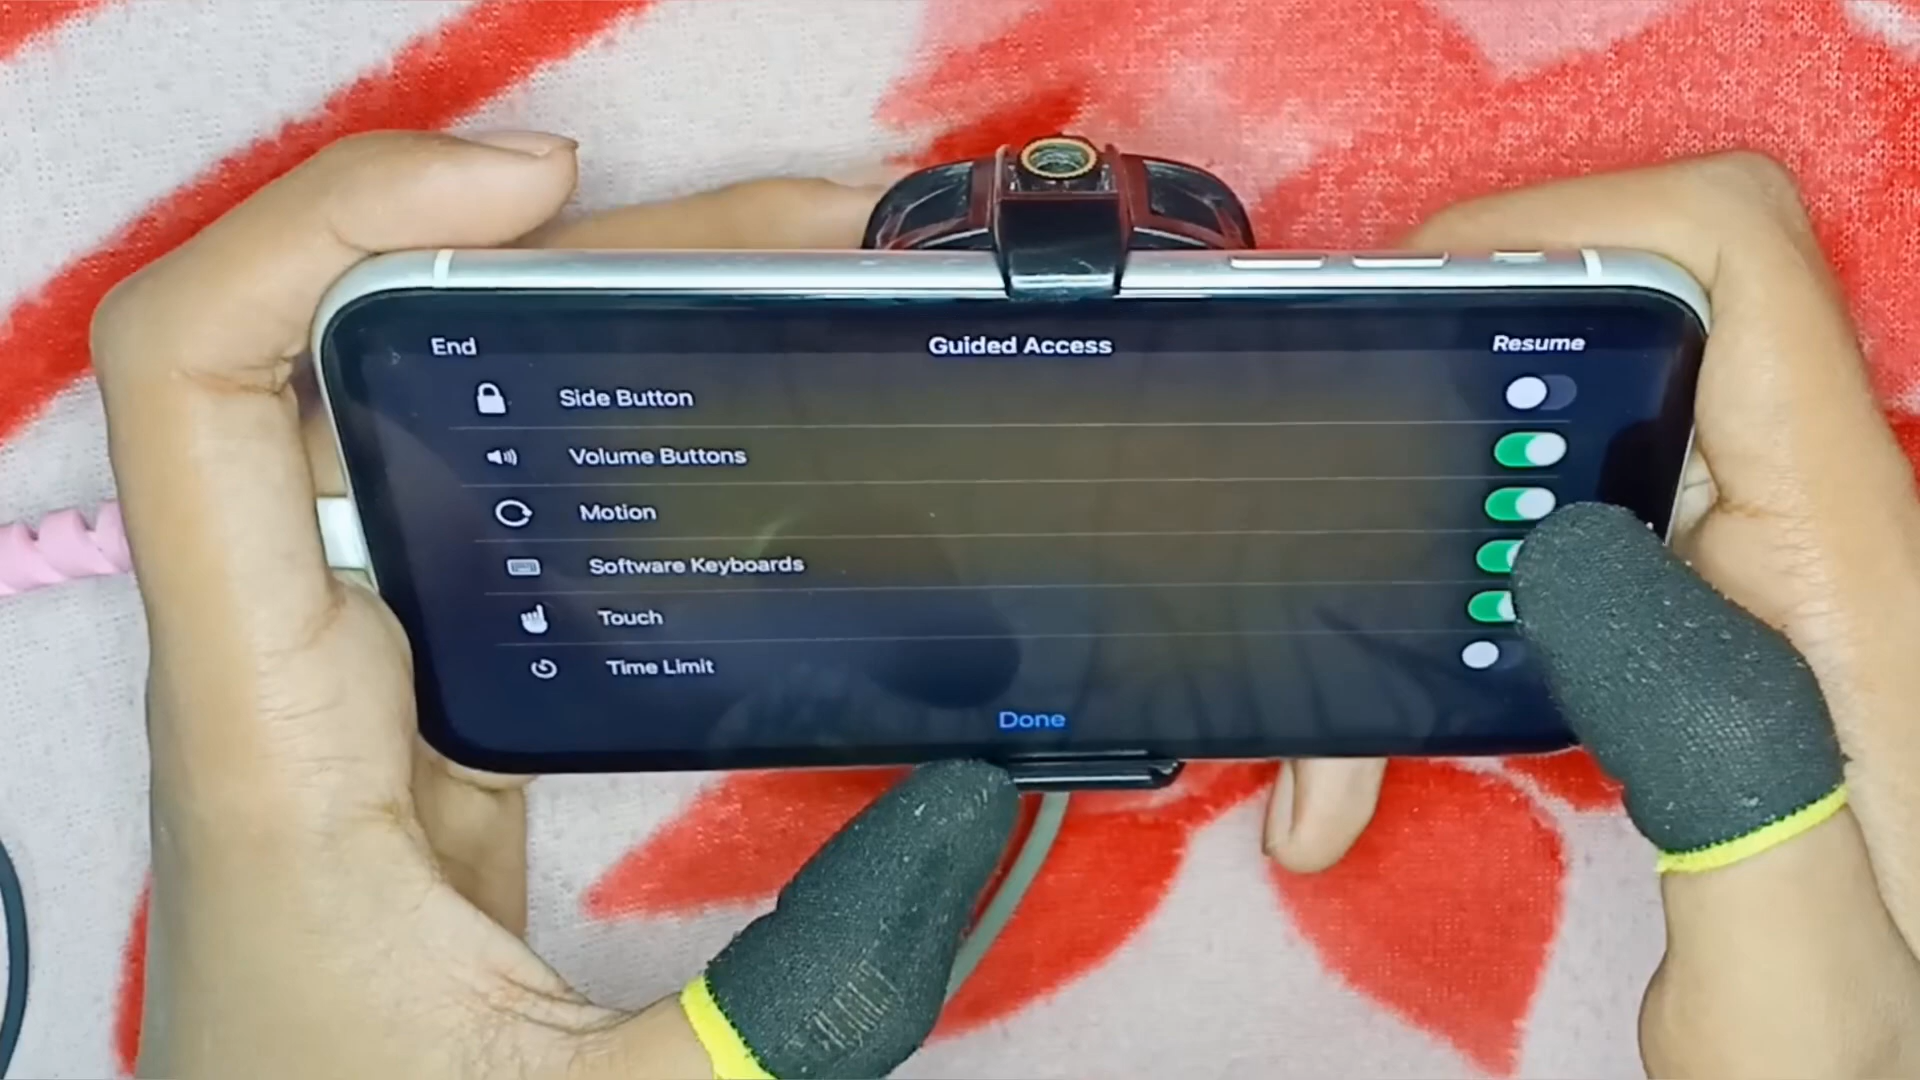 End Guided Access Resume
Side Button
Volume Buttons
Motion
Software Keyboards
Touch
Time Limit
Done